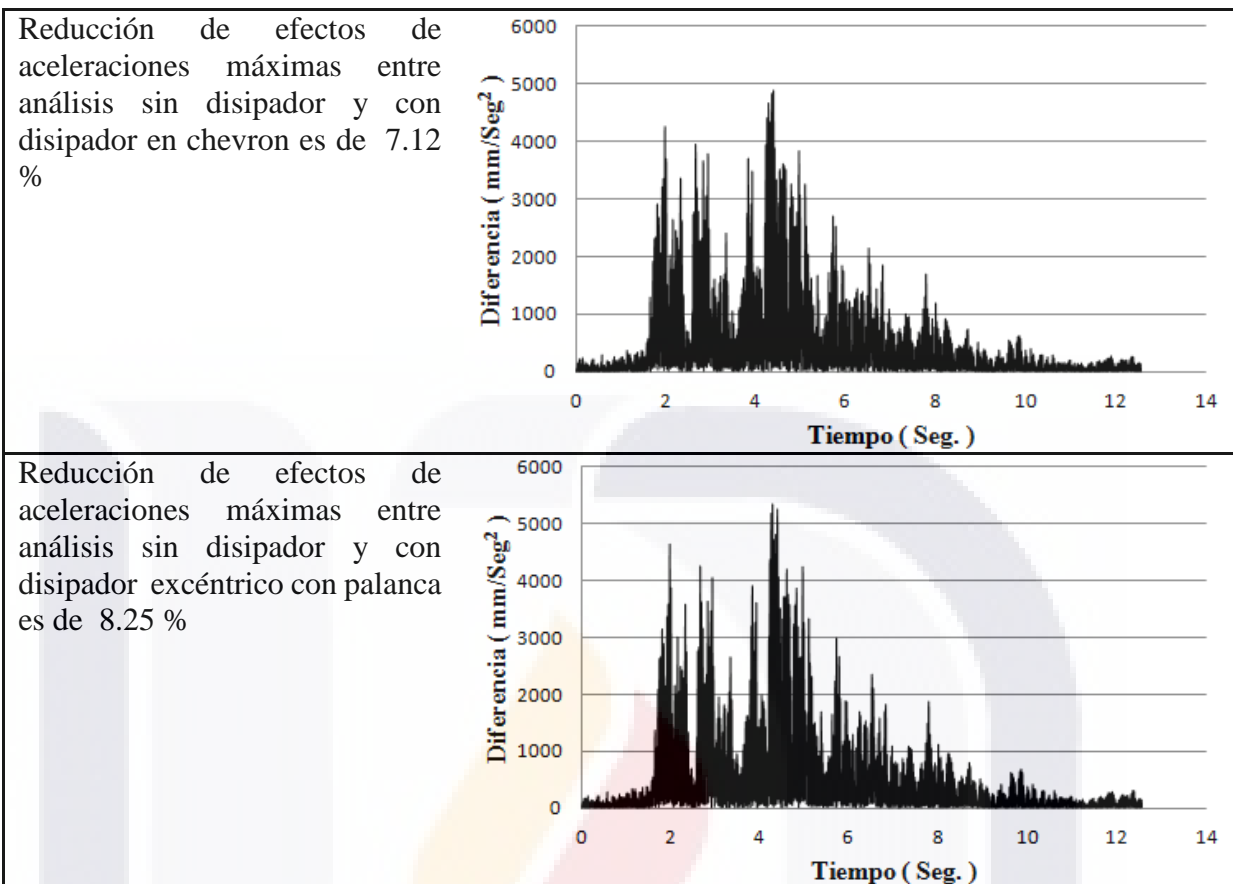 Reducción de efectos de
aceleraciones máximas entre
análisis sin disipador y con
disipador en chevron es de 7.12
%
6000
5000
4000
3000
2000
1000
0
Diferencia ( mm/Seg² )
0 2 4 6 8 10 12 14
Tiempo ( Seg. )
Reducción de efectos de
aceleraciones máximas entre
análisis sin disipador y con
disipador excéntrico con palanca
es de 8.25 %
6000
5000
4000
3000
2000
1000
0
Diferencia ( mm/Seg² )
0 2 4 6 8 10 12 14
Tiempo ( Seg. )